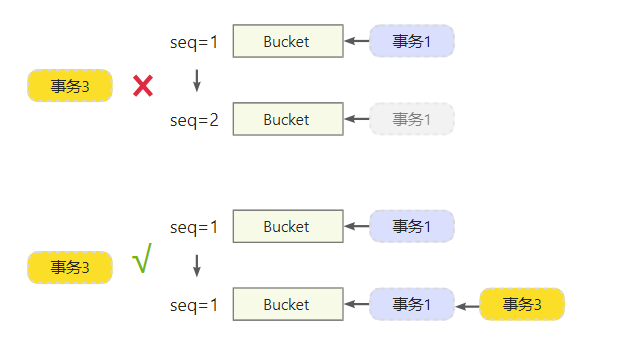 seq=1 Bucket 事务1
事务3 ×
seq=2 Bucket 事务1
seq=1 Bucket 事务1
事务3 √
seq=1 Bucket 事务1 事务3